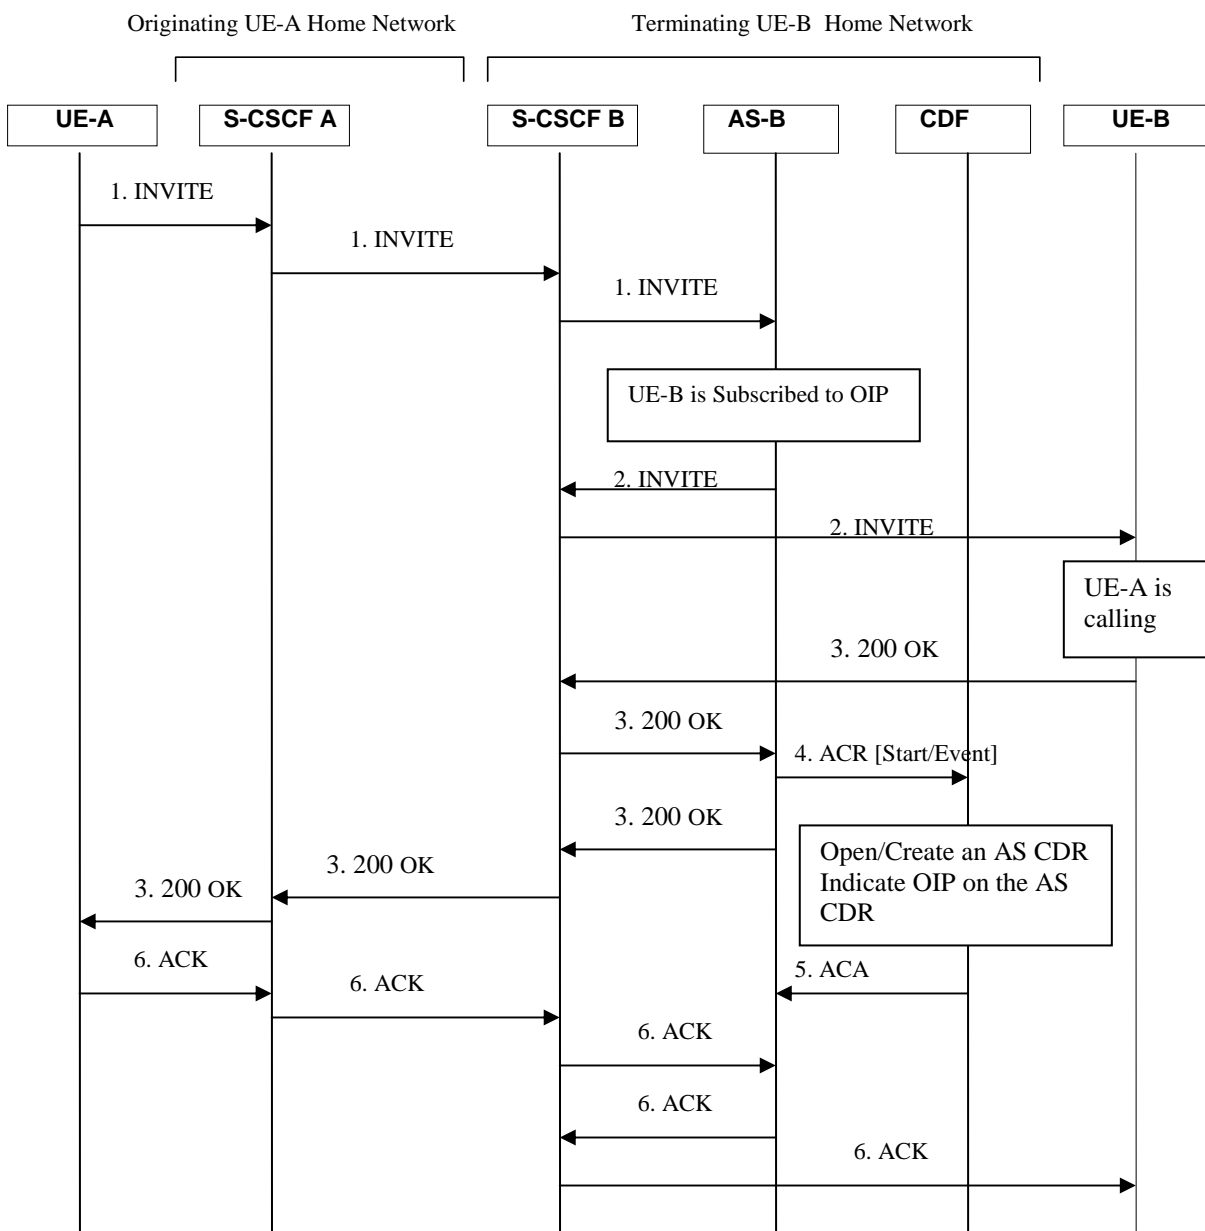 Originating UE-A Home Network
Terminating UE-B Home Network
UE-A
S-CSCF A
S-CSCF B
AS-B
CDF
UE-B
1. INVITE
1. INVITE
1. INVITE
UE-B is Subscribed to OIP
2. INVITE
2. INVITE
UE-A is
calling
3. 200 OK
3. 200 OK
4. ACR [Start/Event]
3. 200 OK
Open/Create an AS CDR
Indicate OIP on the AS
CDR
3. 200 OK
3. 200 OK
6. ACK
5. ACA
6. ACK
6. ACK
6. ACK
6. ACK